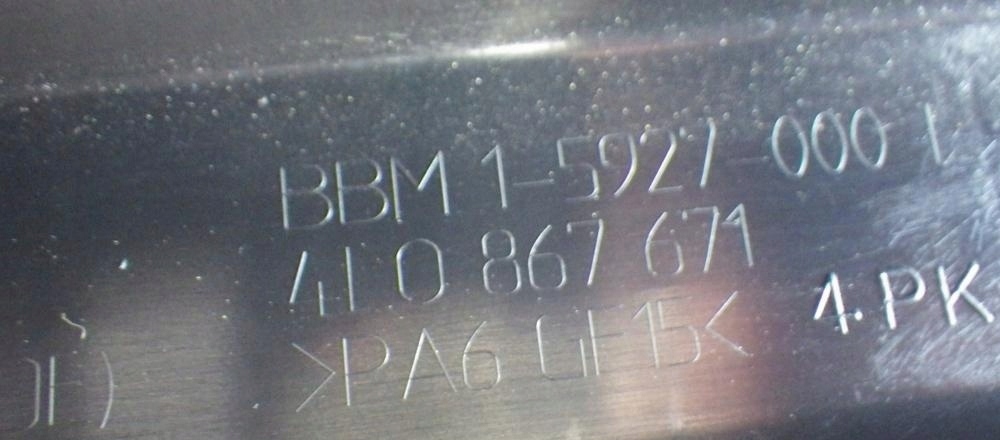 BBM 1-5927-000 L
4L0 867 671
4.PK
>PA6 GF15<